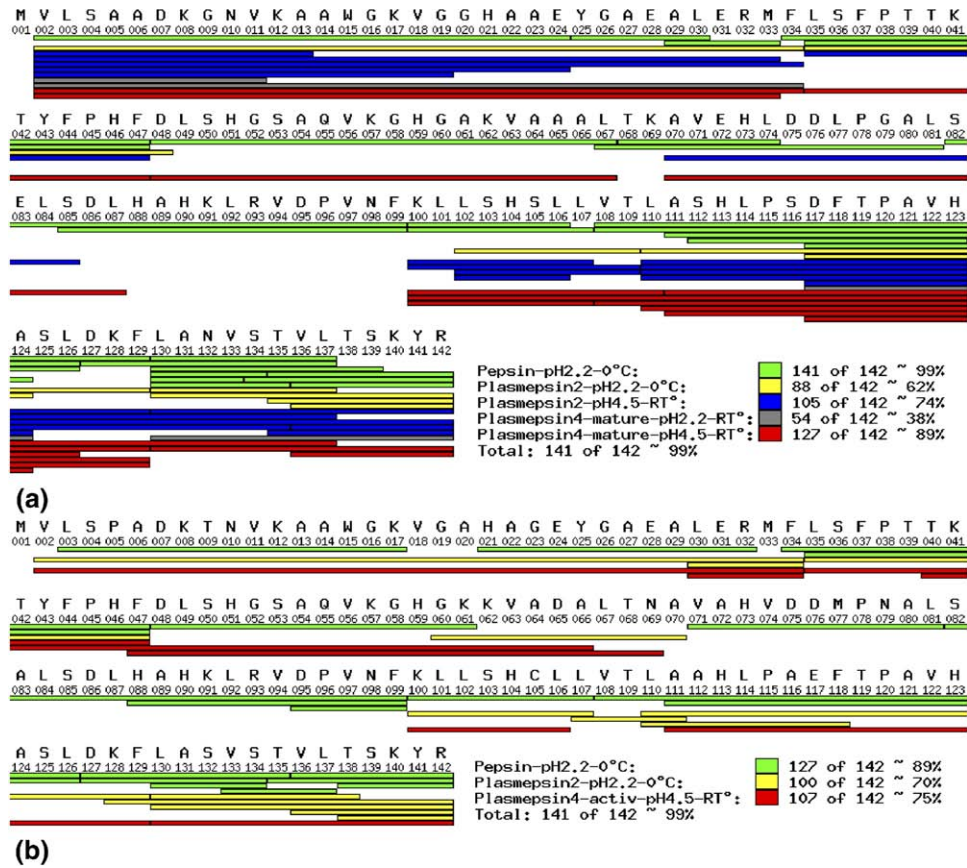 M V L S A A D K G N V K A A W G K V G G H A A E Y G A E A L E R M F L S F P T T K
001 002 003 004 005 006 007 008 009 010 011 012 013 014 015 016 017 018 019 020 021 022 023 024 025 026 027 028 029 030 031 032 033 034 035 036 037 038 039 040 041
T Y F P H F D L S H G S A Q V K G H G A K V A A A L T K A V E H L D D L P G A L S
042 043 044 045 046 047 048 049 050 051 052 053 054 055 056 057 058 059 060 061 062 063 064 065 066 067 068 069 070 071 072 073 074 075 076 077 078 079 080 081 082
E L S D L H A H K L R V D P V N F K L L S H S L L V T L A S H L P S D F T P A V H
083 084 085 086 087 088 089 090 091 092 093 094 095 096 097 098 099 100 101 102 103 104 105 106 107 108 109 110 111 112 113 114 115 116 117 118 119 120 121 122 123
A S L D K F L A N V S T V L T S K Y R
124 125 126 127 128 129 130 131 132 133 134 135 136 137 138 139 140 141 142
Pepsin-pH2.2-0°C: 141 of 142 ~ 99%
Plasmepsin2-pH2.2-0°C: 88 of 142 ~ 62%
Plasmepsin2-pH4.5-RT°: 105 of 142 ~ 74%
Plasmepsin4-mature-pH2.2-RT°: 54 of 142 ~ 38%
Plasmepsin4-mature-pH4.5-RT°: 127 of 142 ~ 89%
Total: 141 of 142 ~ 99%
(a)
M V L S P A D K T N V K A A W G K V G A H A G E Y G A E A L E R M F L S F P T T K
001 002 003 004 005 006 007 008 009 010 011 012 013 014 015 016 017 018 019 020 021 022 023 024 025 026 027 028 029 030 031 032 033 034 035 036 037 038 039 040 041
T Y F P H F D L S H G S A Q V K G H G K K V A D A L T N A V A H V D D M P N A L S
042 043 044 045 046 047 048 049 050 051 052 053 054 055 056 057 058 059 060 061 062 063 064 065 066 067 068 069 070 071 072 073 074 075 076 077 078 079 080 081 082
A L S D L H A H K L R V D P V N F K L L S H C L L V T L A A H L P A E F T P A V H
083 084 085 086 087 088 089 090 091 092 093 094 095 096 097 098 099 100 101 102 103 104 105 106 107 108 109 110 111 112 113 114 115 116 117 118 119 120 121 122 123
A S L D K F L A S V S T V L T S K Y R
124 125 126 127 128 129 130 131 132 133 134 135 136 137 138 139 140 141 142
Pepsin-pH2.2-0°C: 127 of 142 ~ 89%
Plasmepsin2-pH2.2-0°C: 100 of 142 ~ 70%
Plasmepsin4-activ-pH4.5-RT°: 107 of 142 ~ 75%
Total: 141 of 142 ~ 99%
(b)